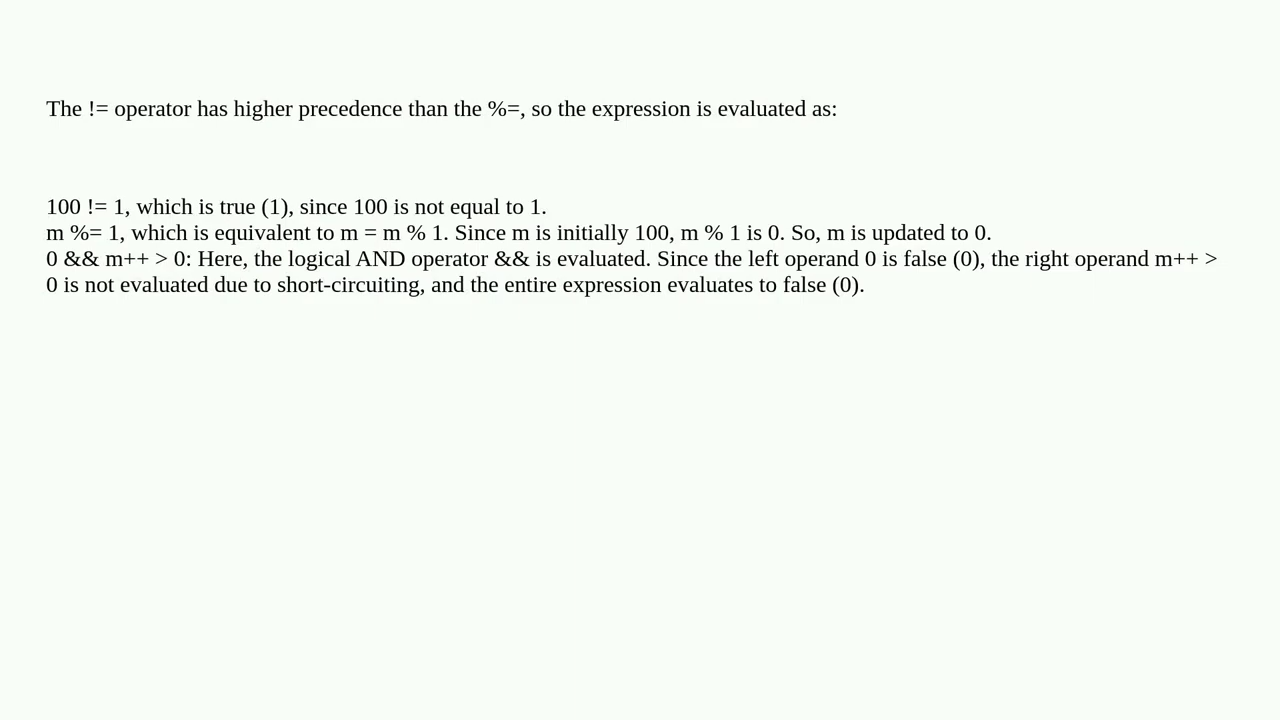 The != operator has higher precedence than the %=, so the expression is evaluated as:
100 != 1, which is true (1), since 100 is not equal to 1.
m %= 1, which is equivalent to m = m % 1. Since m is initially 100, m % 1 is 0. So, m is updated to 0.
0 && m++ > 0: Here, the logical AND operator && is evaluated. Since the left operand 0 is false (0), the right operand m++ >
0 is not evaluated due to short-circuiting, and the entire expression evaluates to false (0).